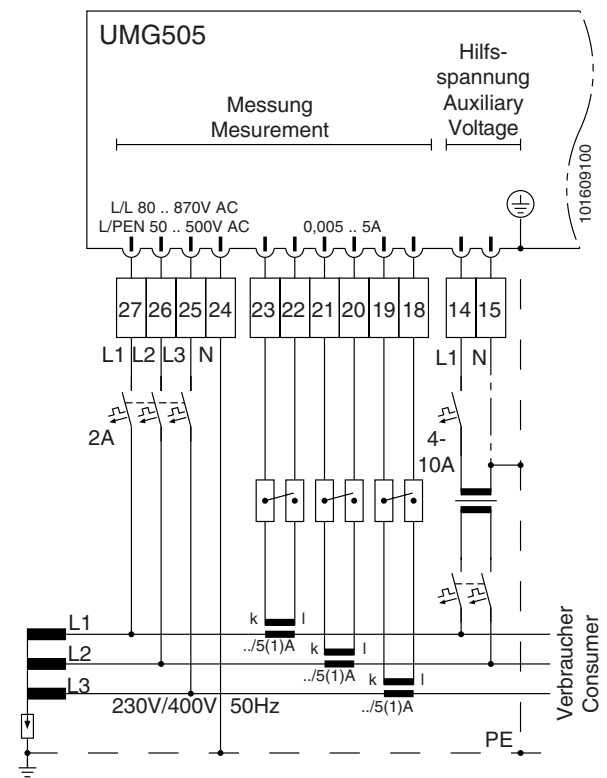 UMG505
Hilfs-
spannung
Auxiliary
Voltage
Messung
Mesurement
101609100
L/L 80 .. 870V AC
L/PEN 50 .. 500V AC
0,005 .. 5A
27 26 25 24 23 22 21 20 19 18 14 15
L1 L2 L3 N
L1 N
2A
4-
10A
k l
../5(1)A
k l
../5(1)A
k l
../5(1)A
L1
L2
L3
230V/400V 50Hz
PE
Verbraucher
Consumer